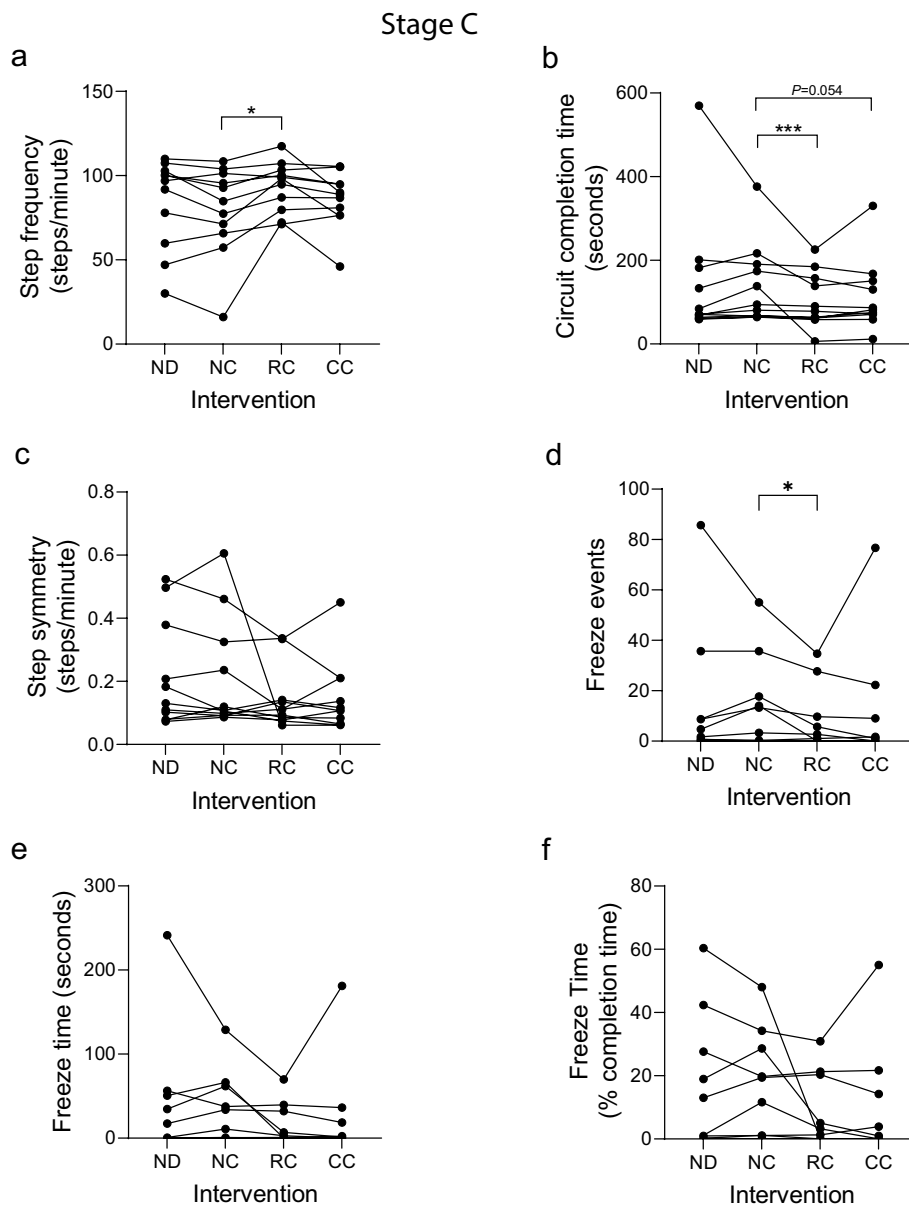 Stage C
a
Step frequency
(steps/minute)
150
100
50
0
*
ND NC RC CC
Intervention
b
Circuit completion time
(seconds)
600
400
200
0
P=0.054
***
ND NC RC CC
Intervention
c
Step symmetry
(steps/minute)
0.8
0.6
0.4
0.2
0.0
ND NC RC CC
Intervention
d
Freeze events
100
80
60
40
20
0
*
ND NC RC CC
Intervention
e
Freeze time (seconds)
300
200
100
0
ND NC RC CC
Intervention
f
Freeze Time
(% completion time)
80
60
40
20
0
ND NC RC CC
Intervention